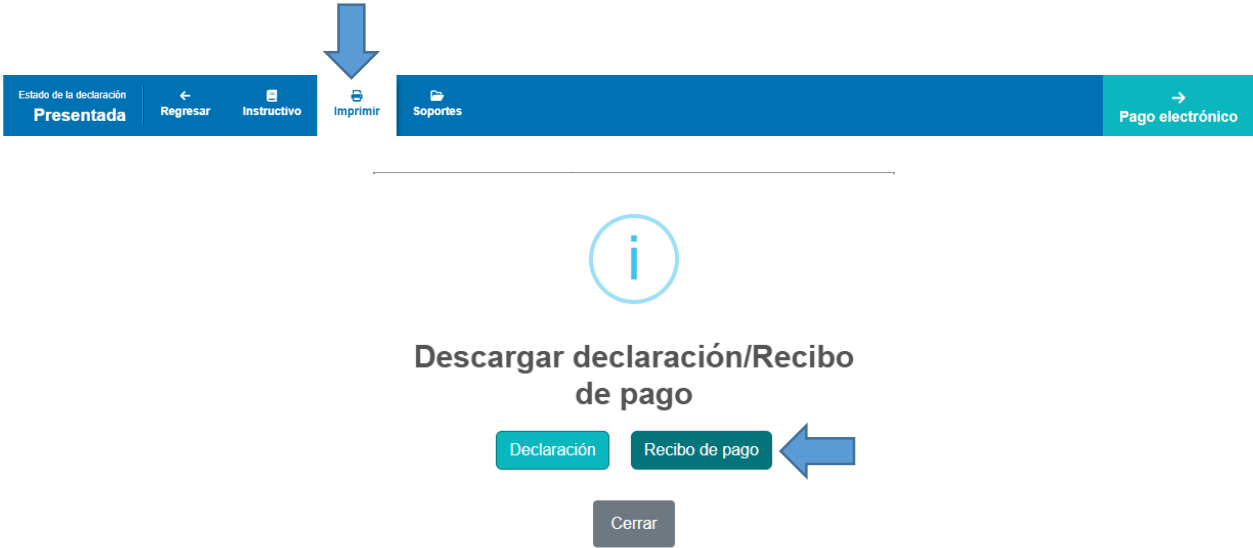 Estado de la declaración
Presentada
Regresar
Instructivo
Imprimir
Soportes
Pago electrónico
i
Descargar declaración/Recibo
de pago
Declaración
Recibo de pago
Cerrar